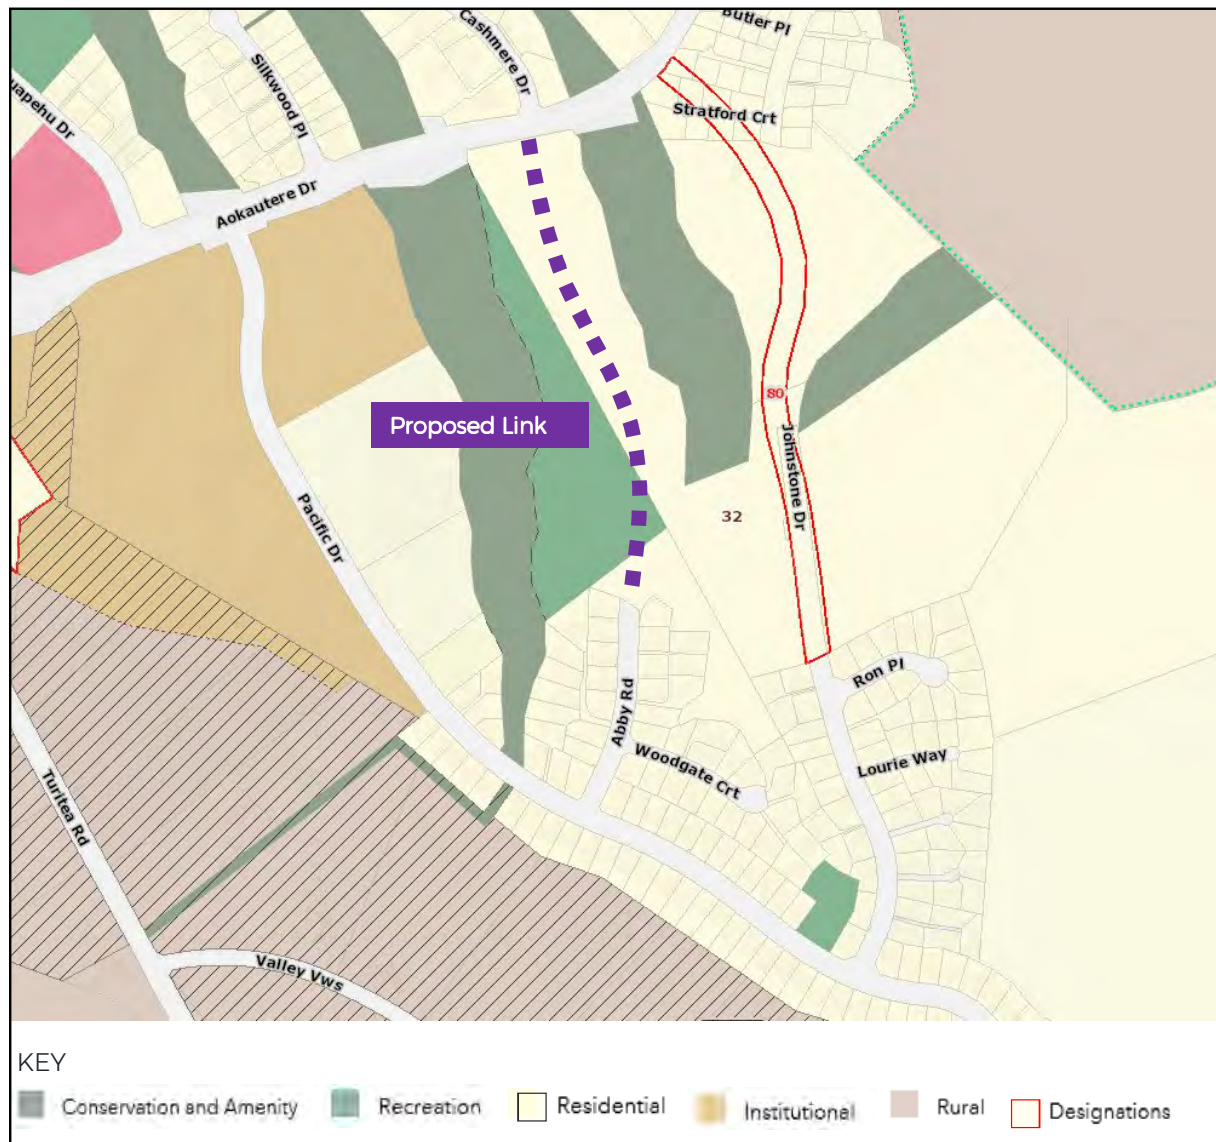 Butler Pl
Cashmere Dr
Silkwood Pl
uapehu Dr
Stratford Crt
Aokautere Dr
80
Proposed Link
Johnstone Dr
Pacific Dr
32
Ron Pl
Abby Rd
Woodgate Crt
Lourie Way
Turitea Rd
Valley Vws
KEY
Conservation and Amenity Recreation Residential Institutional Rural Designations